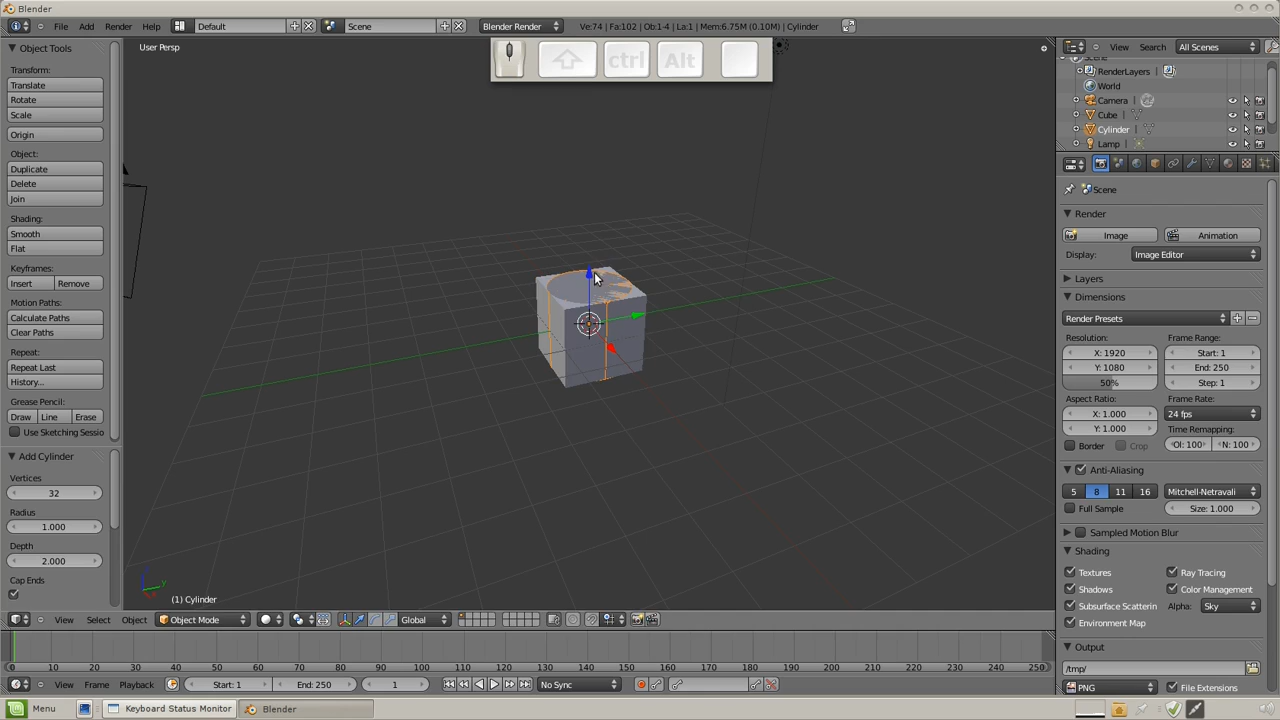 Blender
File Add Render Help Default Scene Blender Render Ve:74 | Fa:102 | Ob:1-4 | La:1 | Mem:6.75M (0.10M) | Cylinder
Object Tools
Transform:
Translate
Rotate
Scale
Origin
Object:
Duplicate
Delete
Join
Shading:
Smooth
Flat
Keyframes:
Insert Remove
Motion Paths:
Calculate Paths
Clear Paths
Repeat:
Repeat Last
History...
Grease Pencil:
Draw Line Erase
Use Sketching Sessio
Add Cylinder
Vertices
32
Radius
1.000
Depth
2.000
Cap Ends
User Persp
ctrl Alt
z
y
(1) Cylinder
View Select Object Object Mode Global
View Search All Scenes
Scene
RenderLayers |
World
Camera |
Cube |
Cylinder |
Lamp |
Scene
Render
Image Animation
Display: Image Editor
Layers
Dimensions
Render Presets
Resolution: Frame Range:
X: 1920 Start: 1
Y: 1080 End: 250
50% Step: 1
Aspect Ratio: Frame Rate:
X: 1.000 24 fps
Y: 1.000 Time Remapping:
Border Crop OI: 100 N: 100
Anti-Aliasing
5 8 11 16 Mitchell-Netravali
Full Sample Size: 1.000
Sampled Motion Blur
Shading
Textures Ray Tracing
Shadows Color Management
Subsurface Scatterin Alpha: Sky
Environment Map
Output
/tmp/
PNG File Extensions
0 10 20 30 40 50 60 70 80 90 100 110 120 130 140 150 160 170 180 190 200 210 220 230 240 250
View Frame Playback Start: 1 End: 250 1 No Sync
Menu Keyboard Status Monitor Blender